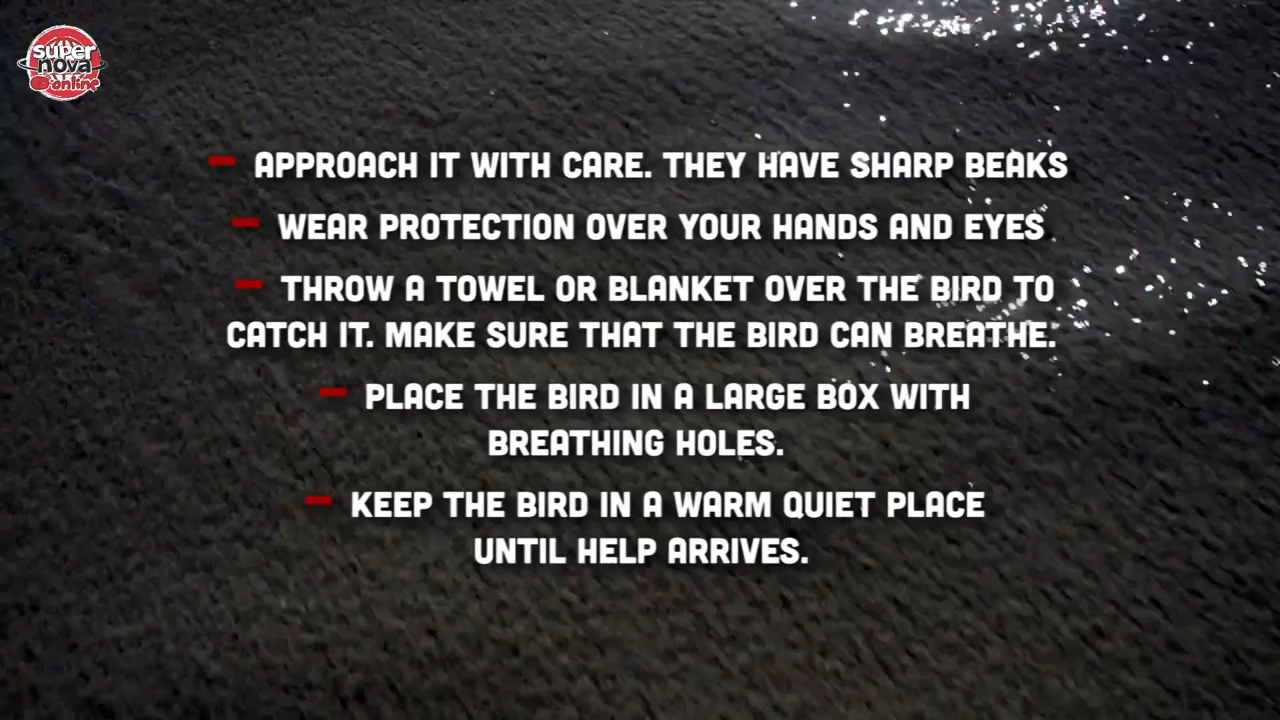 super
nova
online
- APPROACH IT WITH CARE. THEY HAVE SHARP BEAKS
- WEAR PROTECTION OVER YOUR HANDS AND EYES
- THROW A TOWEL OR BLANKET OVER THE BIRD TO
CATCH IT. MAKE SURE THAT THE BIRD CAN BREATHE.
- PLACE THE BIRD IN A LARGE BOX WITH
BREATHING HOLES.
- KEEP THE BIRD IN A WARM QUIET PLACE
UNTIL HELP ARRIVES.